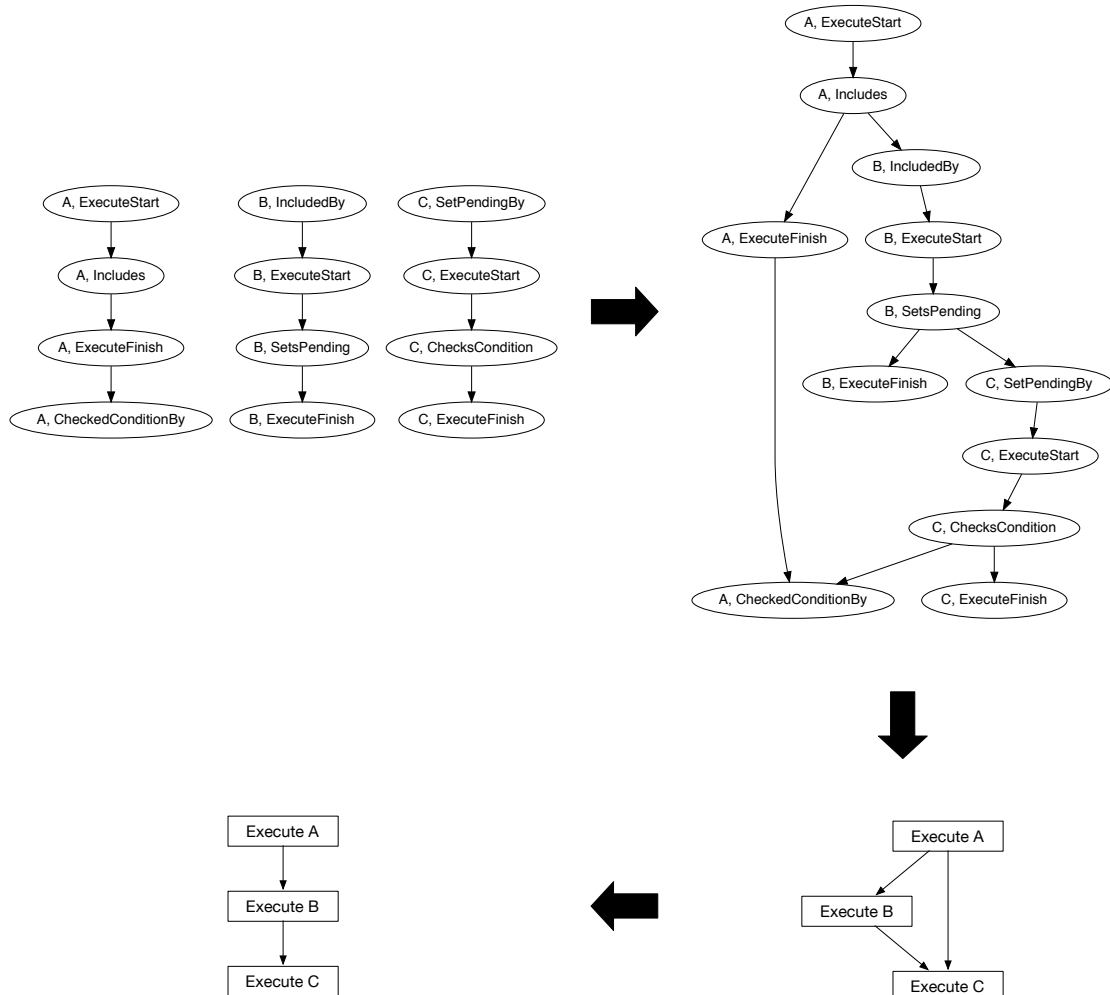 A, ExecuteStart
A, Includes
A, ExecuteFinish
A, CheckedConditionBy
B, IncludedBy
B, ExecuteStart
B, SetsPending
B, ExecuteFinish
C, SetPendingBy
C, ExecuteStart
C, ChecksCondition
C, ExecuteFinish
A, ExecuteStart
A, Includes
B, IncludedBy
A, ExecuteFinish
B, ExecuteStart
B, SetsPending
B, ExecuteFinish
C, SetPendingBy
C, ExecuteStart
C, ChecksCondition
A, CheckedConditionBy
C, ExecuteFinish
Execute A
Execute B
Execute C
Execute A
Execute B
Execute C